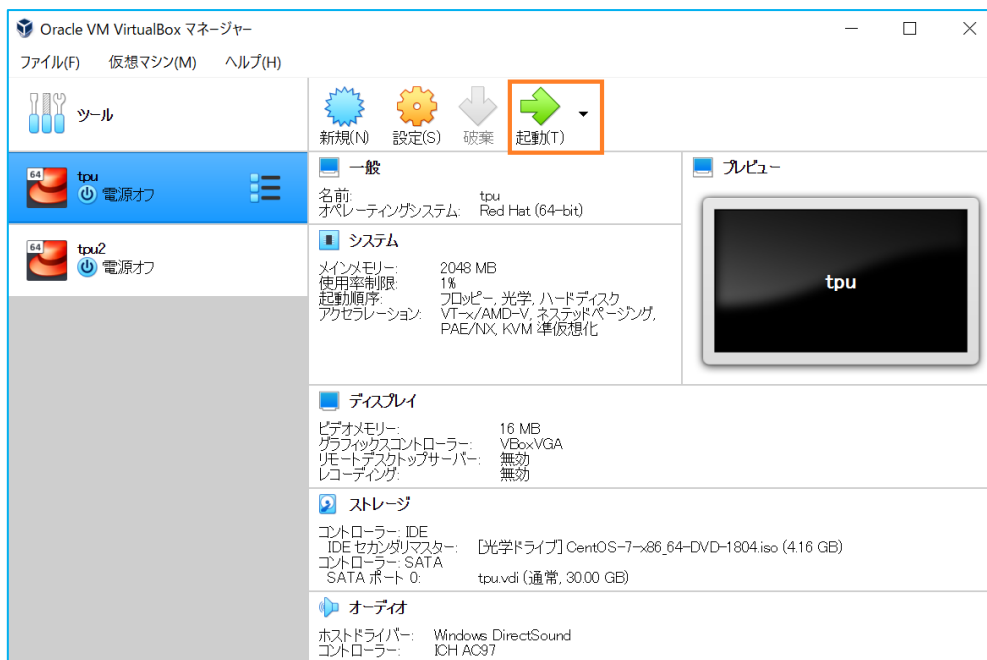 Oracle VM VirtualBox マネージャー
ファイル(F) 仮想マシン(M) ヘルプ(H)
ツール
新規(N) 設定(S) 破棄 起動(T)
64 tpu
電源オフ
64 tpu2
電源オフ
一般
名前: tpu
オペレーティングシステム: Red Hat (64-bit)
プレビュー
tpu
システム
メインメモリー: 2048 MB
使用率制限: 1%
起動順序: フロッピー, 光学, ハードディスク
アクセラレーション: VT-x/AMD-V, ネステッドページング,
PAE/NX, KVM 準仮想化
ディスプレイ
ビデオメモリー: 16 MB
グラフィックスコントローラー: VBoxVGA
リモートデスクトップサーバー: 無効
レコーディング: 無効
ストレージ
コントローラー: IDE
IDE セカンダリマスター: [光学ドライブ] CentOS-7-x86_64-DVD-1804.iso (4.16 GB)
コントローラー: SATA
SATA ポート 0: tpu.vdi (通常, 30.00 GB)
オーディオ
ホストドライバー: Windows DirectSound
コントローラー: ICH AC97